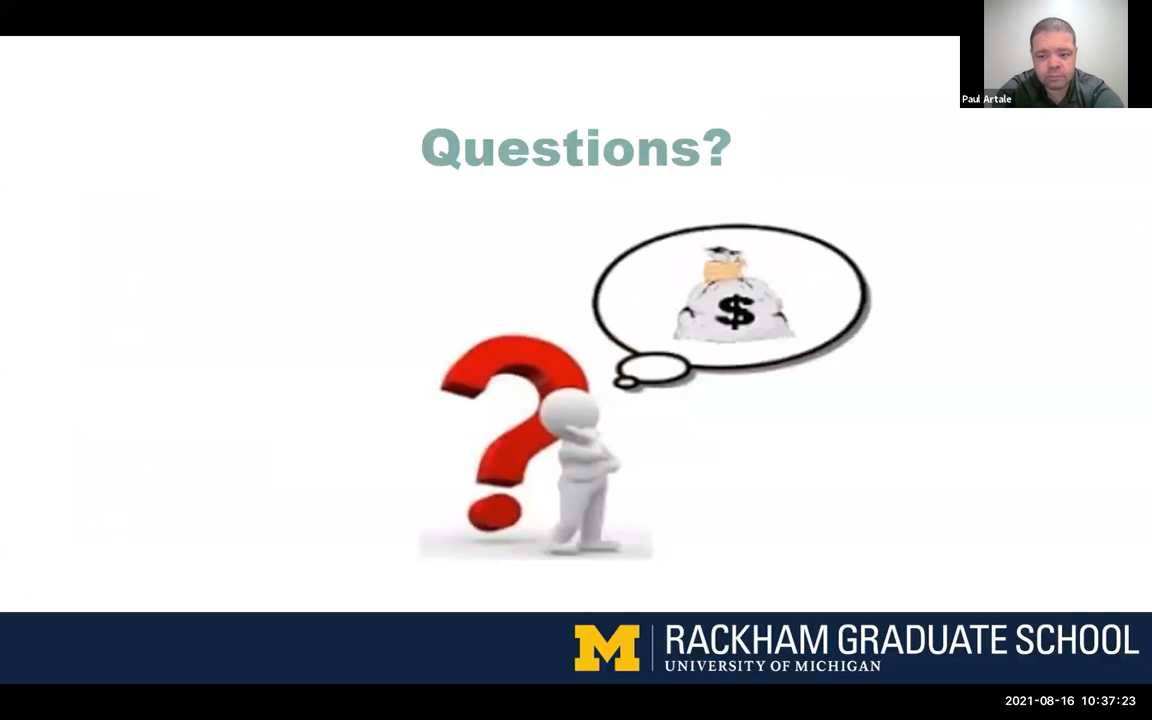 Paul Artale
Questions?
$
M RACKHAM GRADUATE SCHOOL
UNIVERSITY OF MICHIGAN
2021-08-16 10:37:23